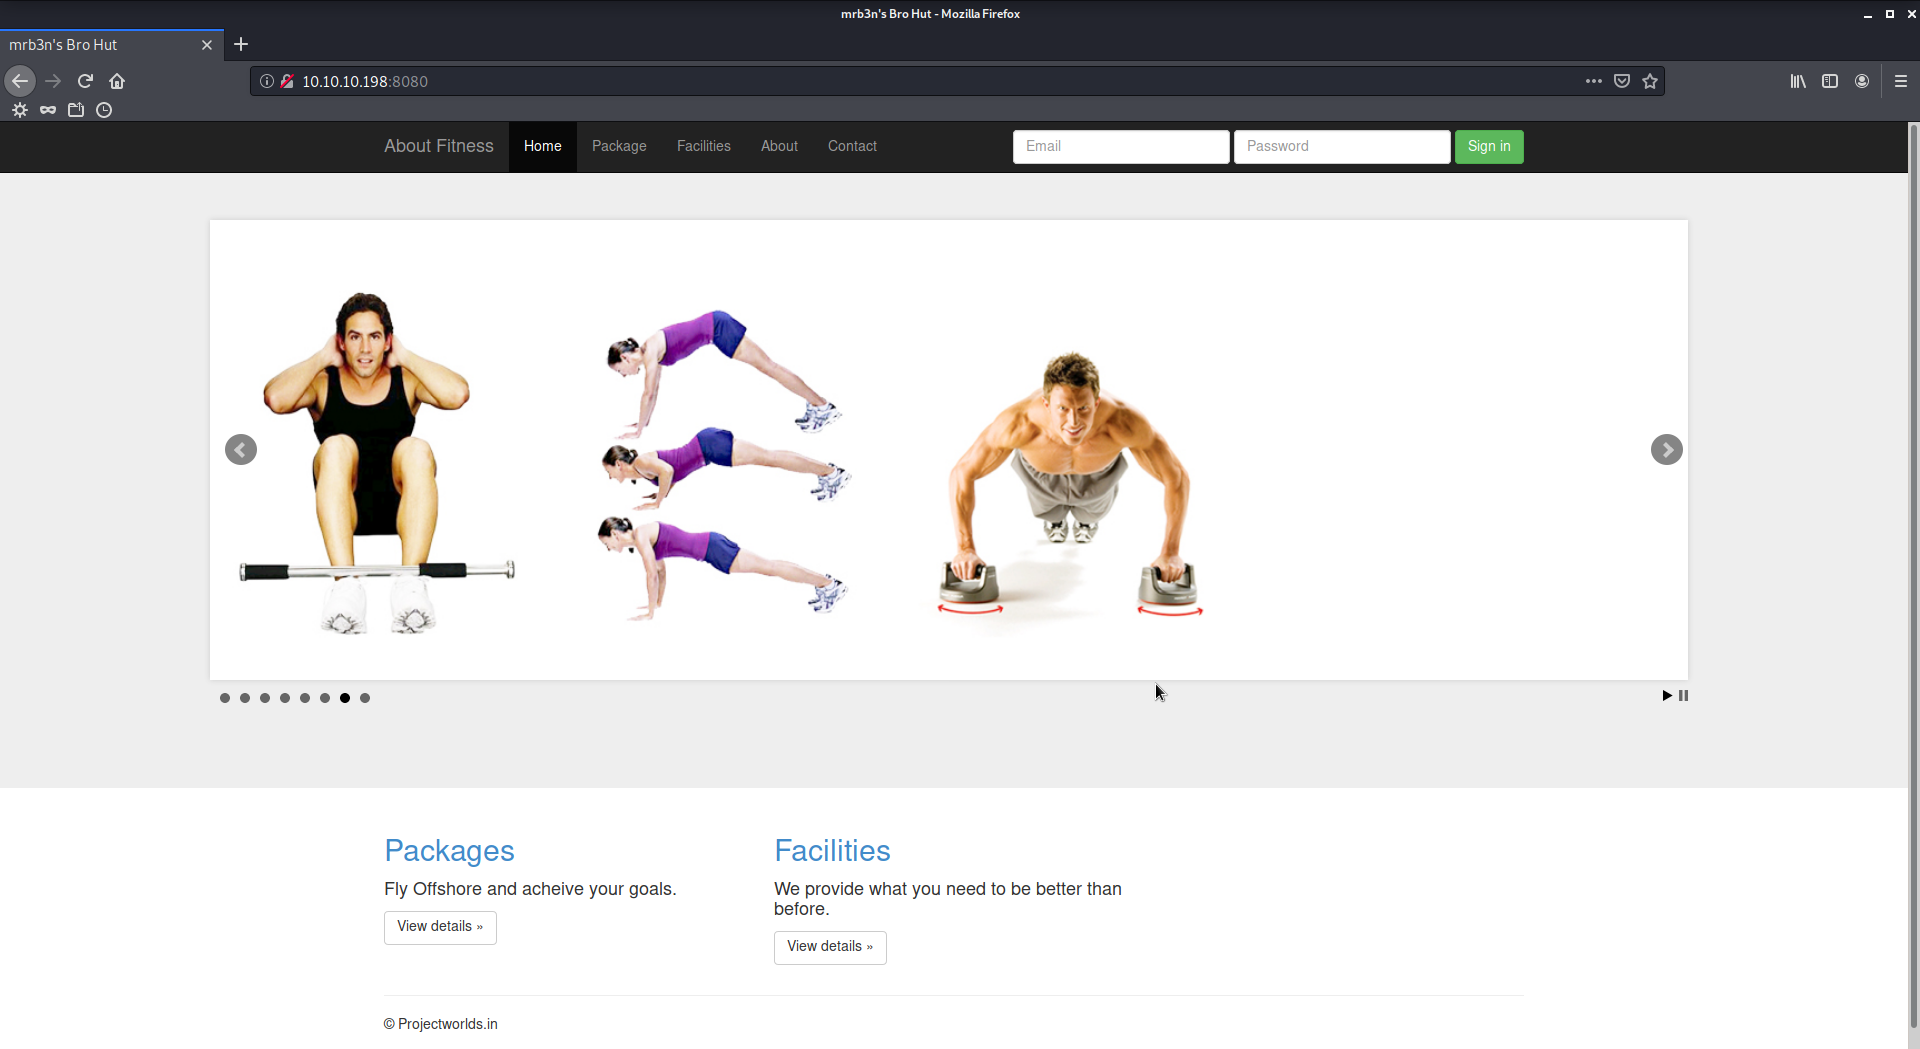 mrb3n's Bro Hut - Mozilla Firefox
mrb3n's Bro Hut
10.10.10.198:8080
About Fitness Home Package Facilities About Contact Email Password Sign in
Packages
Fly Offshore and acheive your goals.
View details »
Facilities
We provide what you need to be better than
before.
View details »
© Projectworlds.in